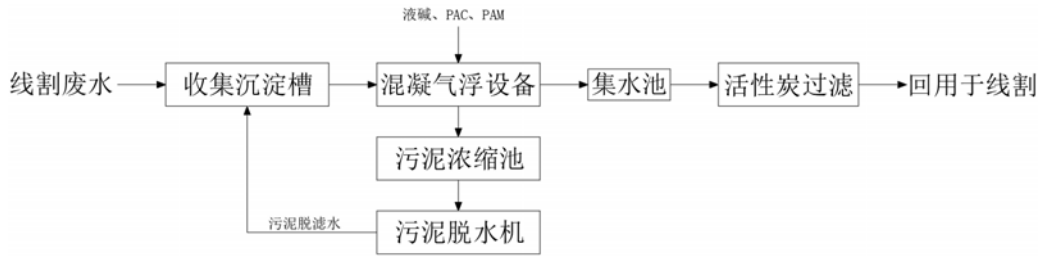 液碱、PAC、PAM
线割废水
收集沉淀槽
混凝气浮设备
集水池
活性炭过滤
回用于线割
污泥浓缩池
污泥脱滤水
污泥脱水机